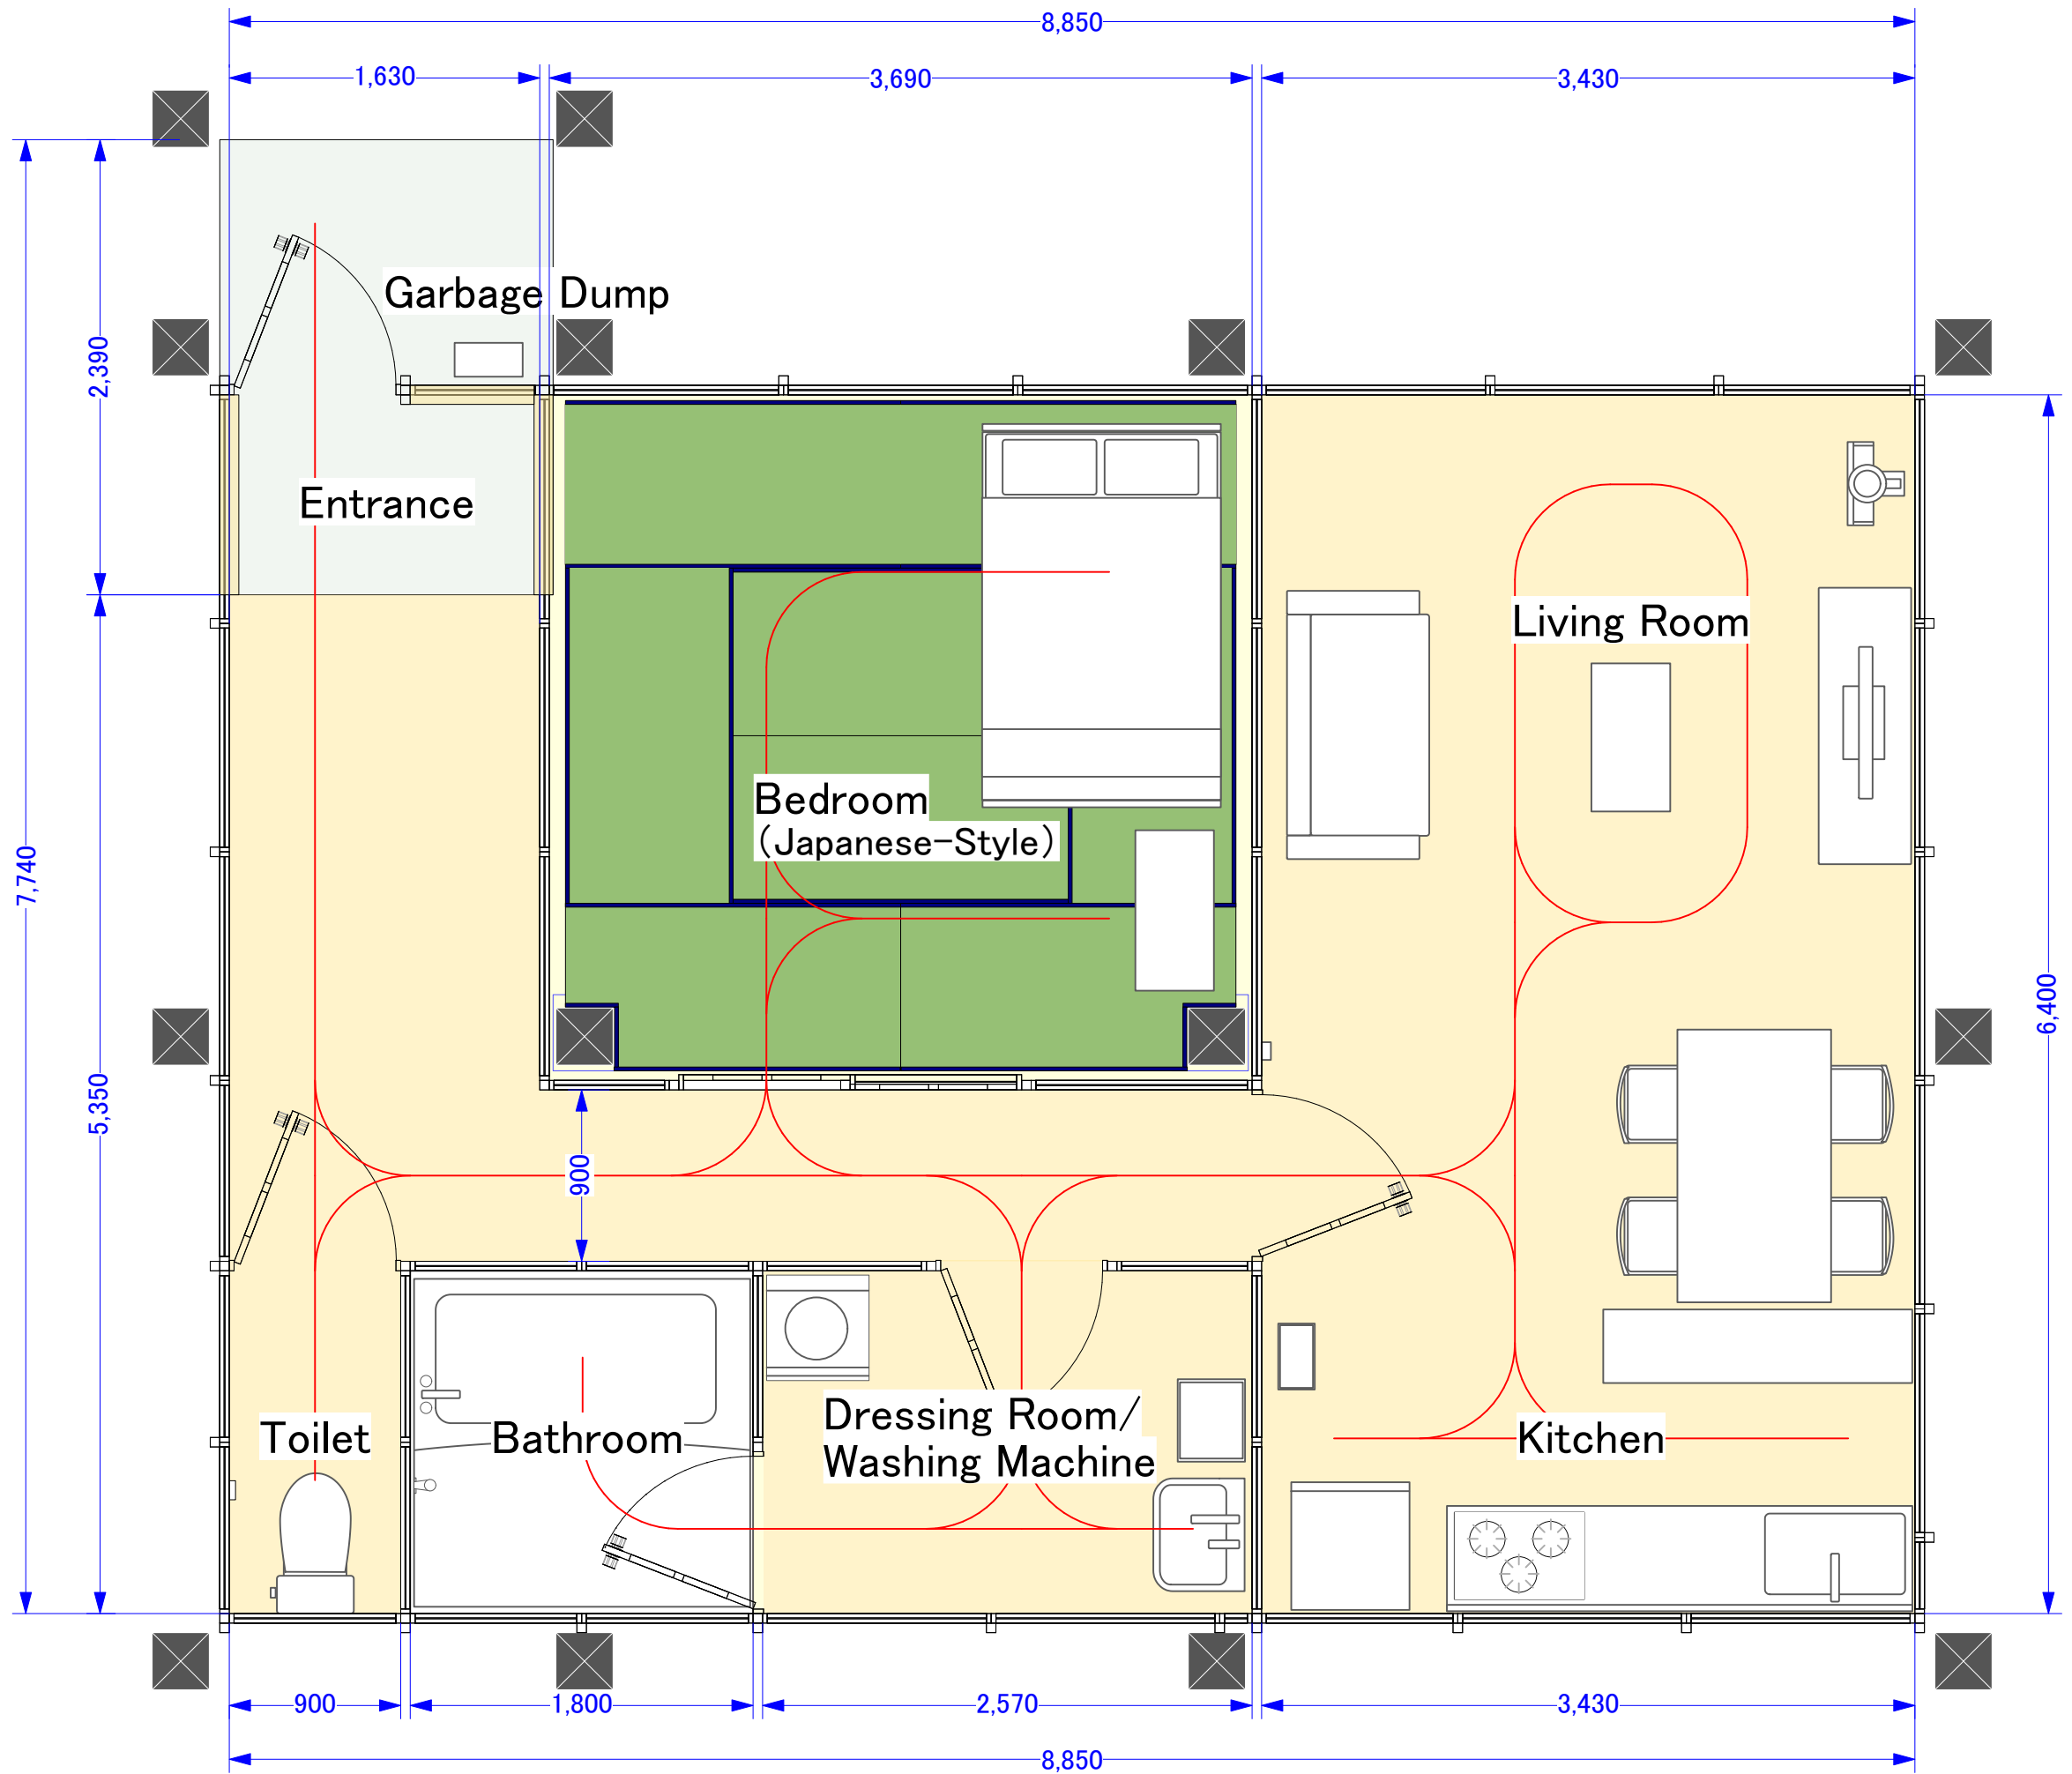 8,850
1,630
3,690
3,430
Garbage Dump
2,390
Entrance
Living Room
Bedroom
(Japanese-Style)
7,740
5,350
6,400
900
Toilet
Bathroom
Dressing Room/
Washing Machine
Kitchen
900
1,800
2,570
3,430
8,850